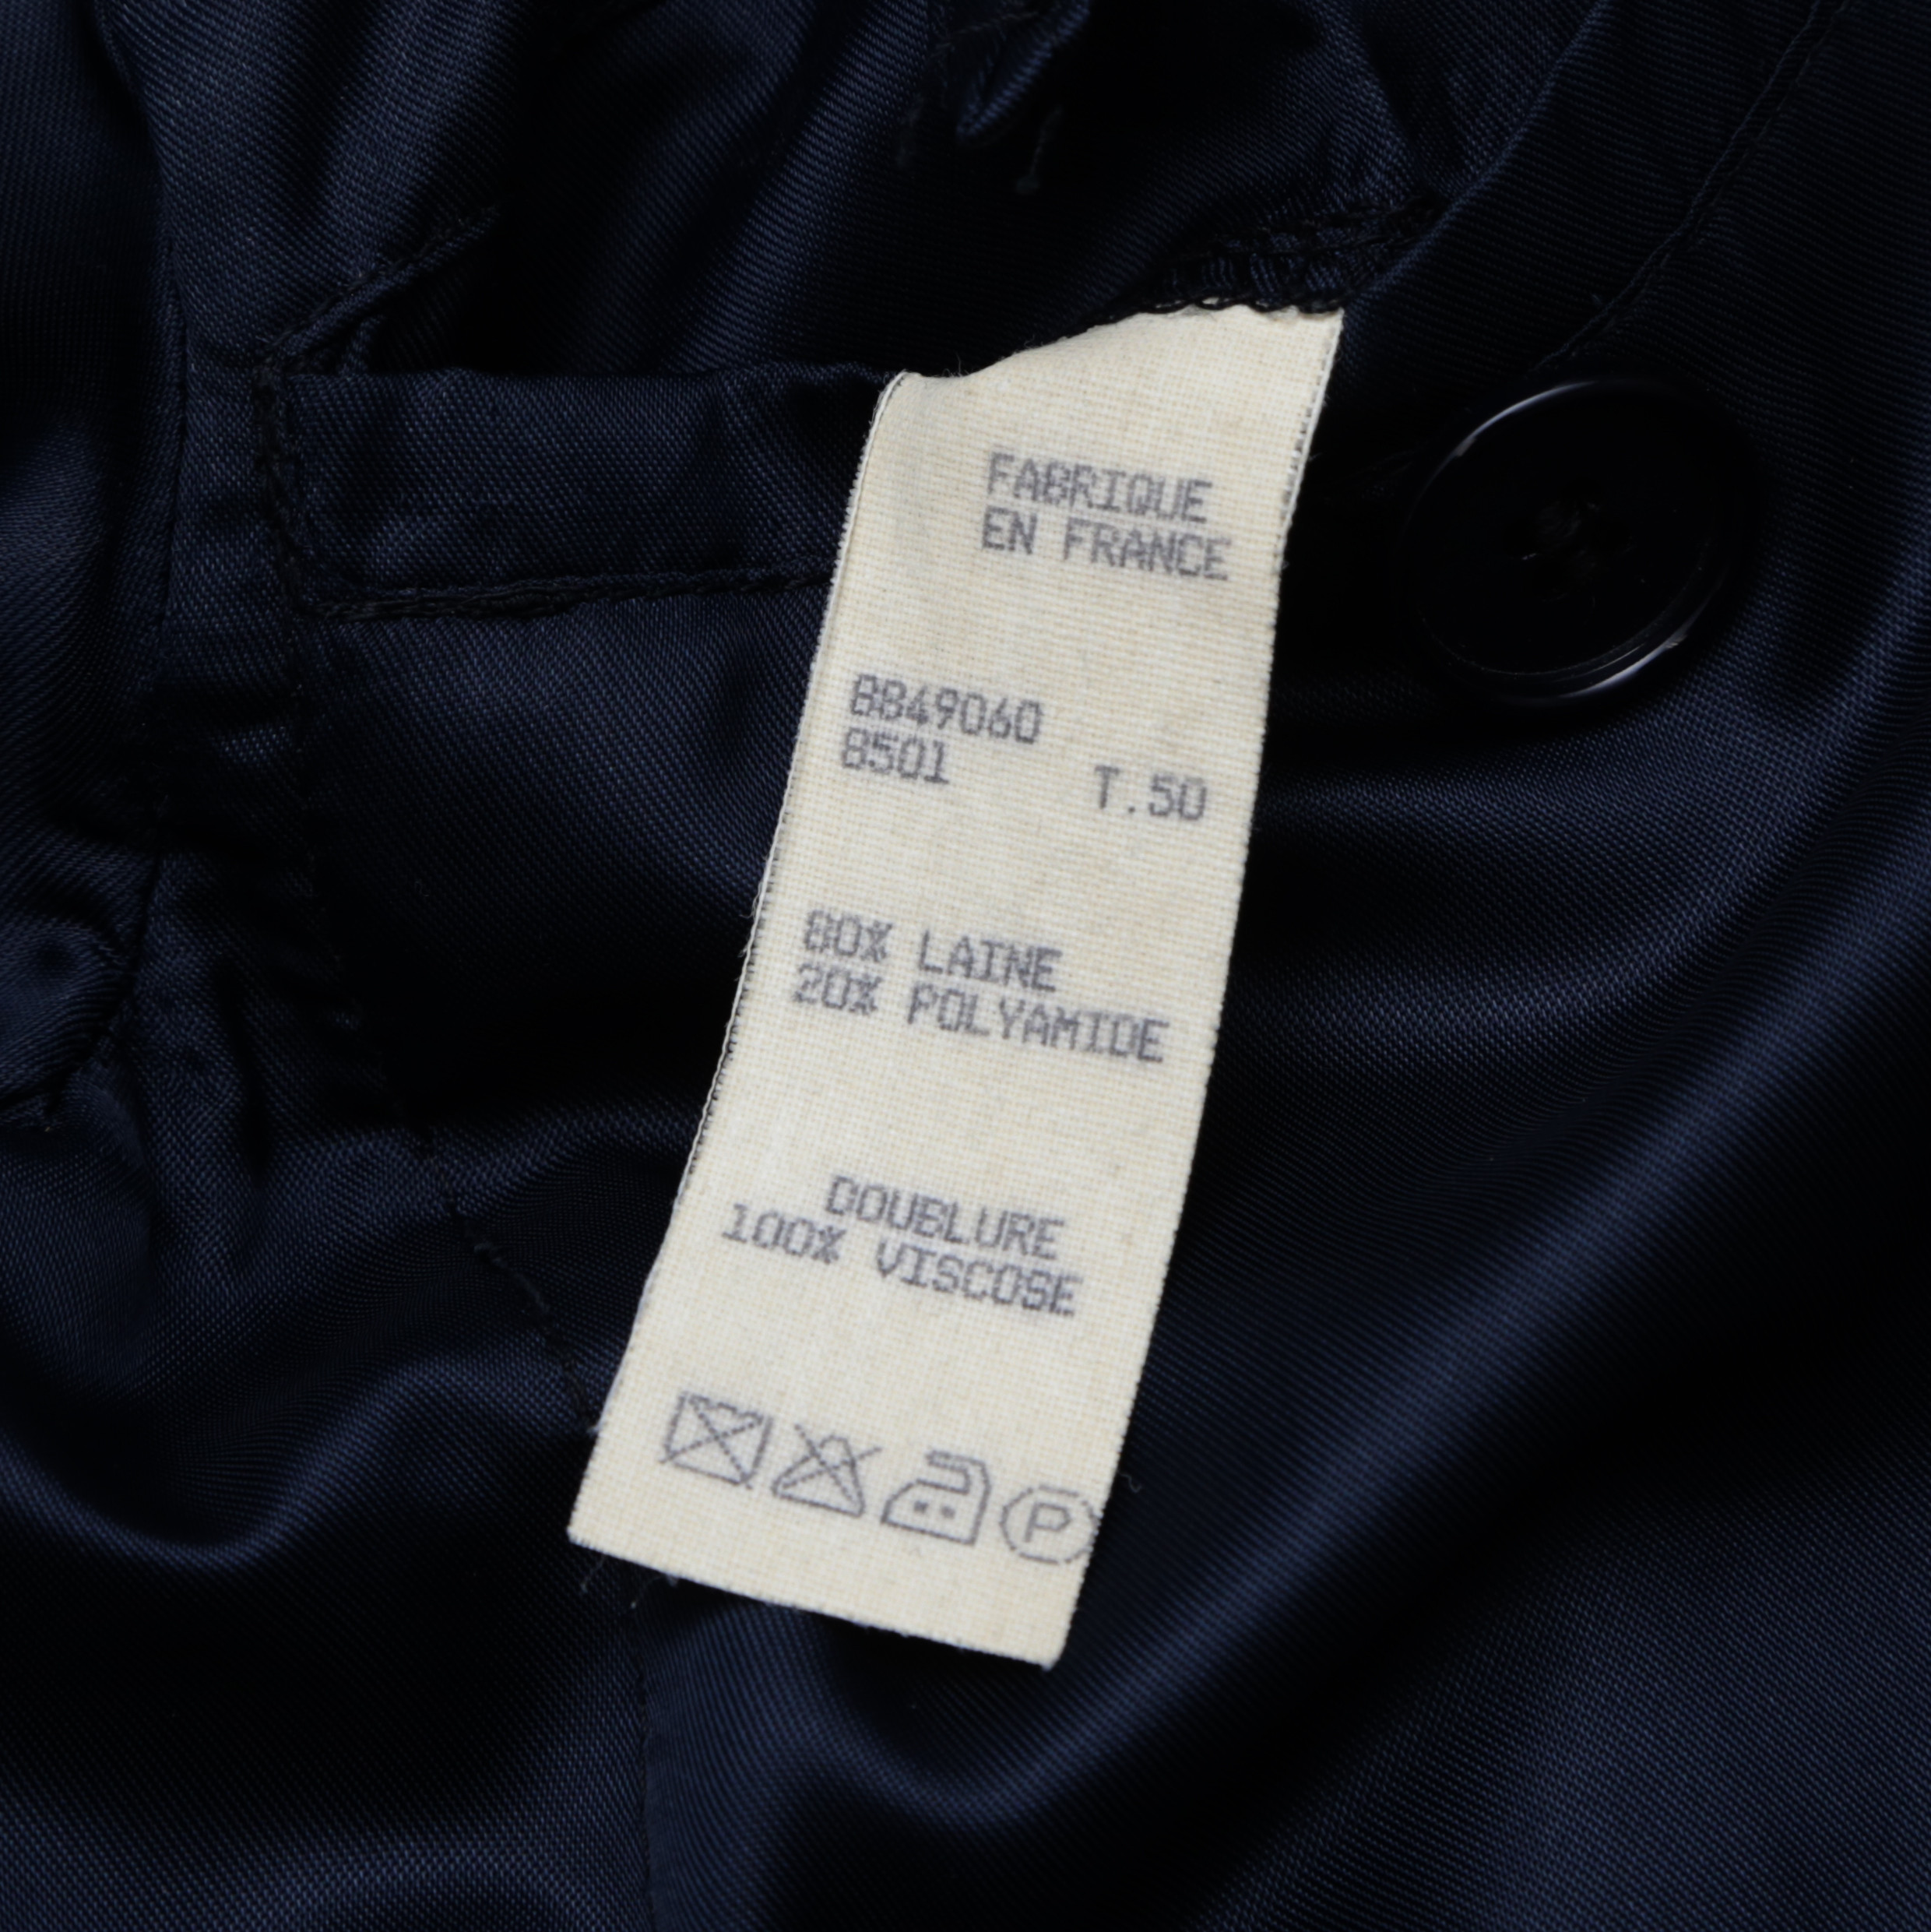 FABRIQUE
EN FRANCE
8849060
8501 T.50
80% LAINE
20% POLYAMIDE
DOUBLURE
100% VISCOSE
P